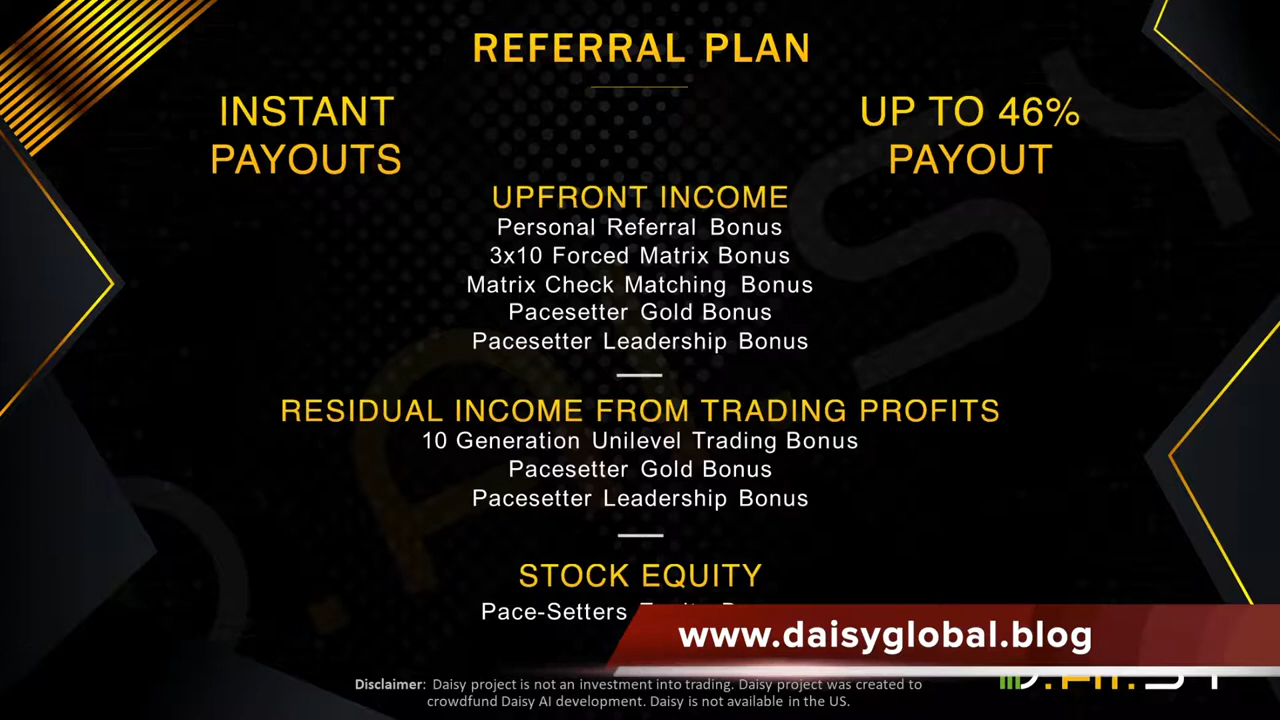 REFERRAL PLAN
INSTANT
PAYOUTS
UP TO 46%
PAYOUT
UPFRONT INCOME
Personal Referral Bonus
3x10 Forced Matrix Bonus
Matrix Check Matching Bonus
Pacesetter Gold Bonus
Pacesetter Leadership Bonus
RESIDUAL INCOME FROM TRADING PROFITS
10 Generation Unilevel Trading Bonus
Pacesetter Gold Bonus
Pacesetter Leadership Bonus
STOCK EQUITY
Pace-Setters
www.daisyglobal.blog
Disclaimer: Daisy project is not an investment into trading. Daisy project was created to
crowdfund Daisy AI development. Daisy is not available in the US.